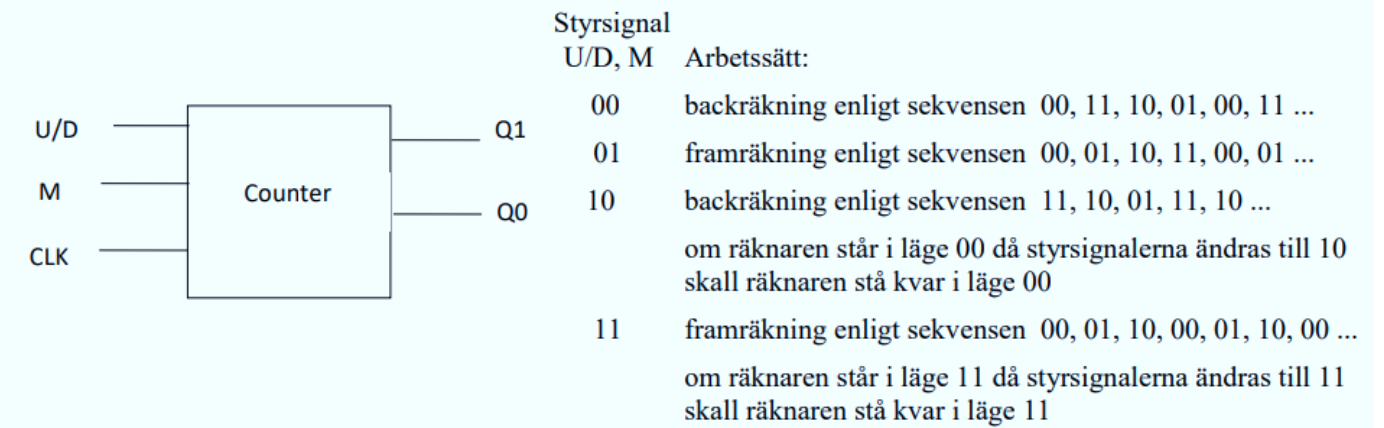 U/D
M
CLK
Counter
Q1
Q0
Styrsignal
U/D, M Arbetssätt:
00 backräkning enligt sekvensen 00, 11, 10, 01, 00, 11 ...
01 framräkning enligt sekvensen 00, 01, 10, 11, 00, 01 ...
10 backräkning enligt sekvensen 11, 10, 01, 11, 10 ...
om räknaren står i läge 00 då styrsignalerna ändras till 10
skall räknaren stå kvar i läge 00
11 framräkning enligt sekvensen 00, 01, 10, 00, 01, 10, 00 ...
om räknaren står i läge 11 då styrsignalerna ändras till 11
skall räknaren stå kvar i läge 11